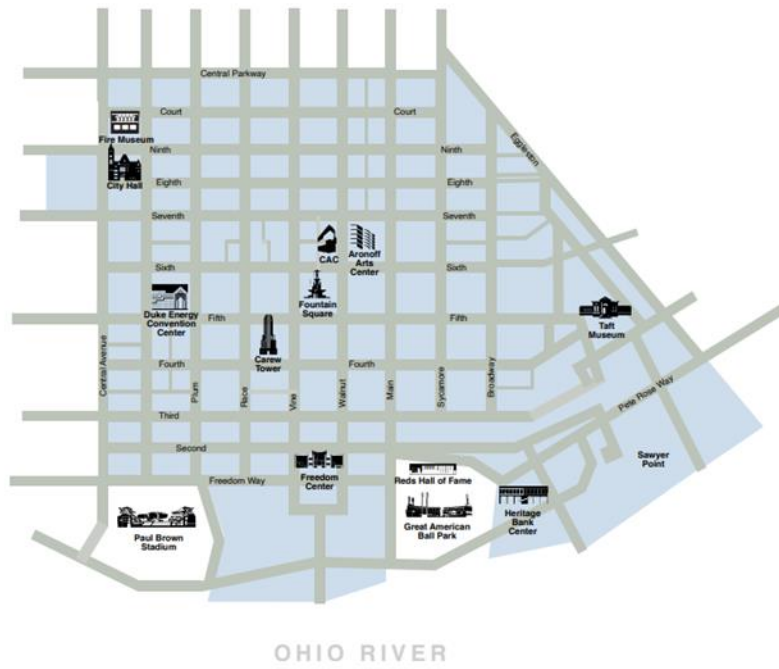 Central Parkway
Court
Court
Fire Museum
Ninth
Ninth
Eggleston
City Hall
Eighth
Eighth
Seventh
Seventh
CAC
Aronoff
Arts
Center
Sixth
Sixth
Duke Energy
Convention
Center
Fifth
Fountain
Square
Fifth
Taft
Museum
Carew
Tower
Fourth
Fourth
Central Avenue
Plum
Race
Vine
Walnut
Main
Sycamore
Broadway
Pete Rose Way
Third
Second
Sawyer
Point
Freedom Way
Freedom
Center
Reds Hall of Fame
Paul Brown
Stadium
Great American
Ball Park
Heritage
Bank
Center
OHIO RIVER